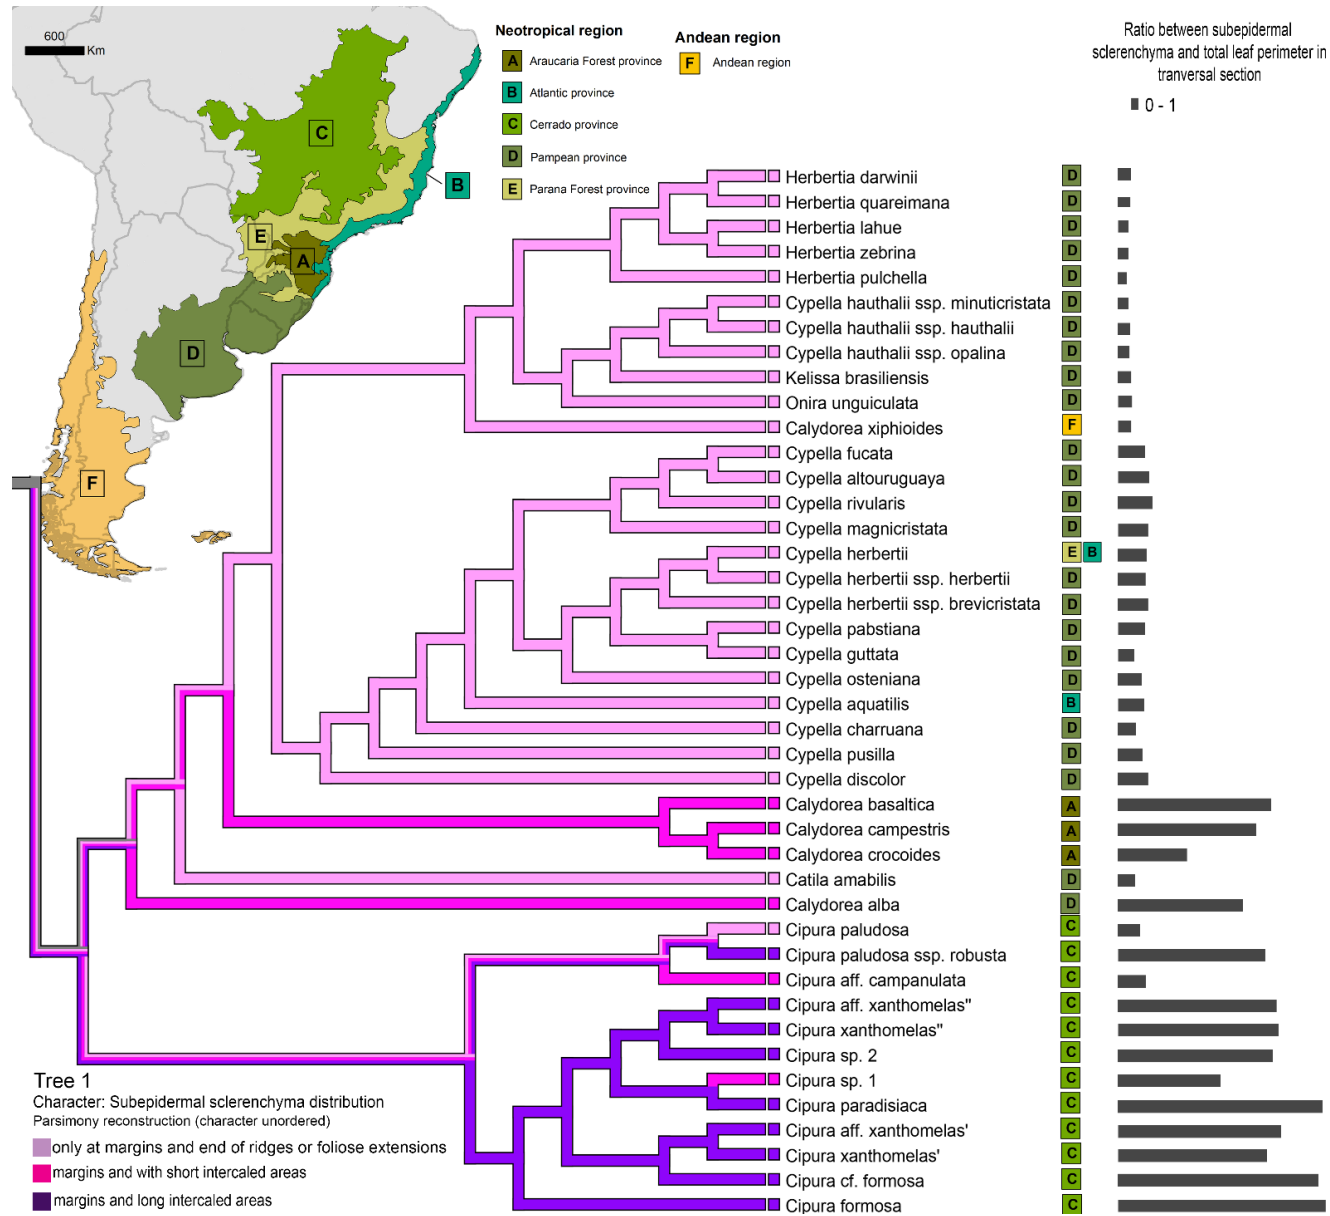 600
Km
Neotropical region
A Araucaria Forest province
B Atlantic province
C Cerrado province
D Pampean province
E Parana Forest province
Andean region
F Andean region
Ratio between subepidermal
sclerenchyma and total leaf perimeter in
tranversal section
0 - 1
C
B
E
A
D
F
Herbertia darwinii D
Herbertia quareimana D
Herbertia lahue D
Herbertia zebrina D
Herbertia pulchella D
Cypella hauthalii ssp. minuticristata D
Cypella hauthalii ssp. hauthalii D
Cypella hauthalii ssp. opalina D
Kelissa brasiliensis D
Onira unguiculata D
Calydorea xiphioides F
Cypella fucata D
Cypella altouruguaya D
Cypella rivularis D
Cypella magnicristata D
Cypella herbertii E B
Cypella herbertii ssp. herbertii D
Cypella herbertii ssp. brevicristata D
Cypella pabstiana D
Cypella guttata D
Cypella osteniana D
Cypella aquatilis B
Cypella charruana D
Cypella pusilla D
Cypella discolor D
Calydorea basaltica A
Calydorea campestris A
Calydorea crocoides A
Catila amabilis D
Calydorea alba D
Cipura paludosa C
Cipura paludosa ssp. robusta C
Cipura aff. campanulata C
Cipura aff. xanthomelas" C
Cipura xanthomelas" C
Cipura sp. 2 C
Cipura sp. 1 C
Cipura paradisiaca C
Cipura aff. xanthomelas' C
Cipura xanthomelas' C
Cipura cf. formosa C
Cipura formosa C
Tree 1
Character: Subepidermal sclerenchyma distribution
Parsimony reconstruction (character unordered)
only at margins and end of ridges or foliose extensions
margins and with short intercaled areas
margins and long intercaled areas